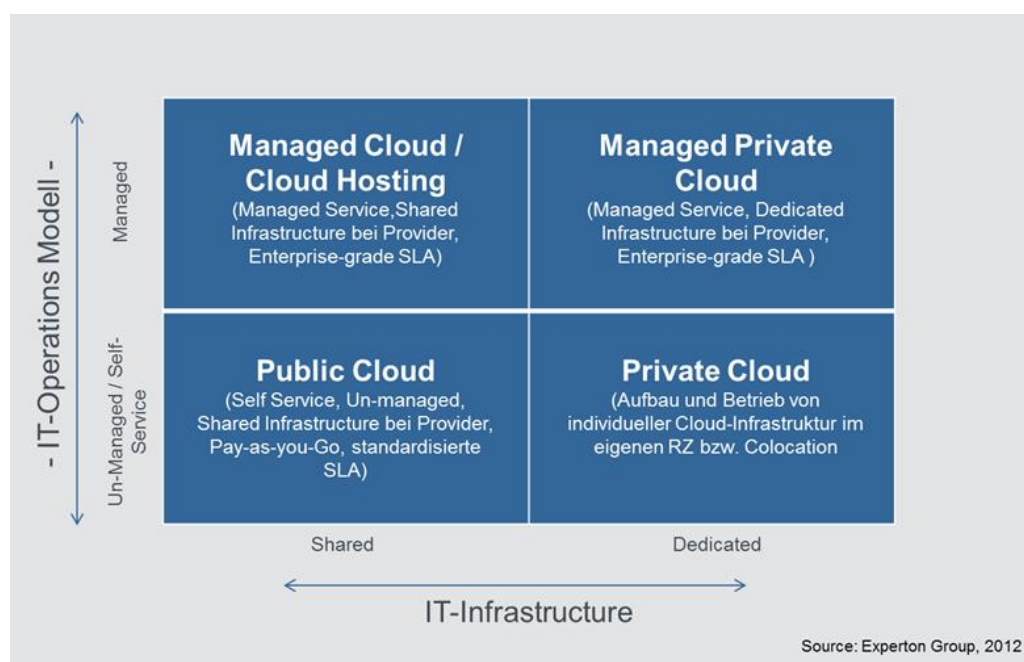 - IT-Operations Modell -
Managed
Un-Managed / Self-
Service
Managed Cloud /
Cloud Hosting
(Managed Service,Shared
Infrastructure bei Provider,
Enterprise-grade SLA)
Managed Private
Cloud
(Managed Service, Dedicated
Infrastructure bei Provider,
Enterprise-grade SLA )
Public Cloud
(Self Service, Un-managed,
Shared Infrastructure bei Provider,
Pay-as-you-Go, standardisierte
SLA)
Private Cloud
(Aufbau und Betrieb von
individueller Cloud-Infrastruktur im
eigenen RZ bzw. Colocation
Shared
Dedicated
IT-Infrastructure
Source: Experton Group, 2012